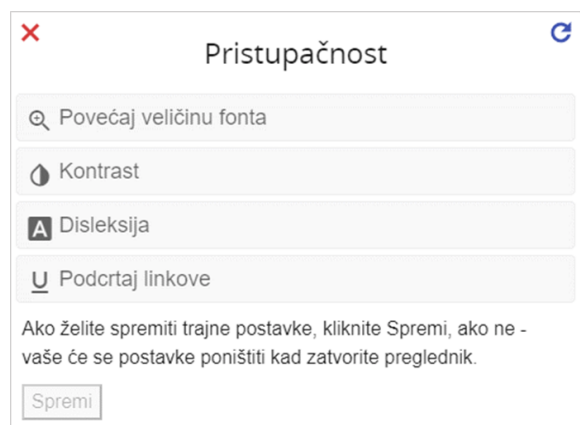 Pristupačnost
Povećaj veličinu fonta
Kontrast
A Disleksija
U Podcrtaj linkove
Ako želite spremiti trajne postavke, kliknite Spremi, ako ne -
vaše će se postavke poništiti kad zatvorite preglednik.
Spremi